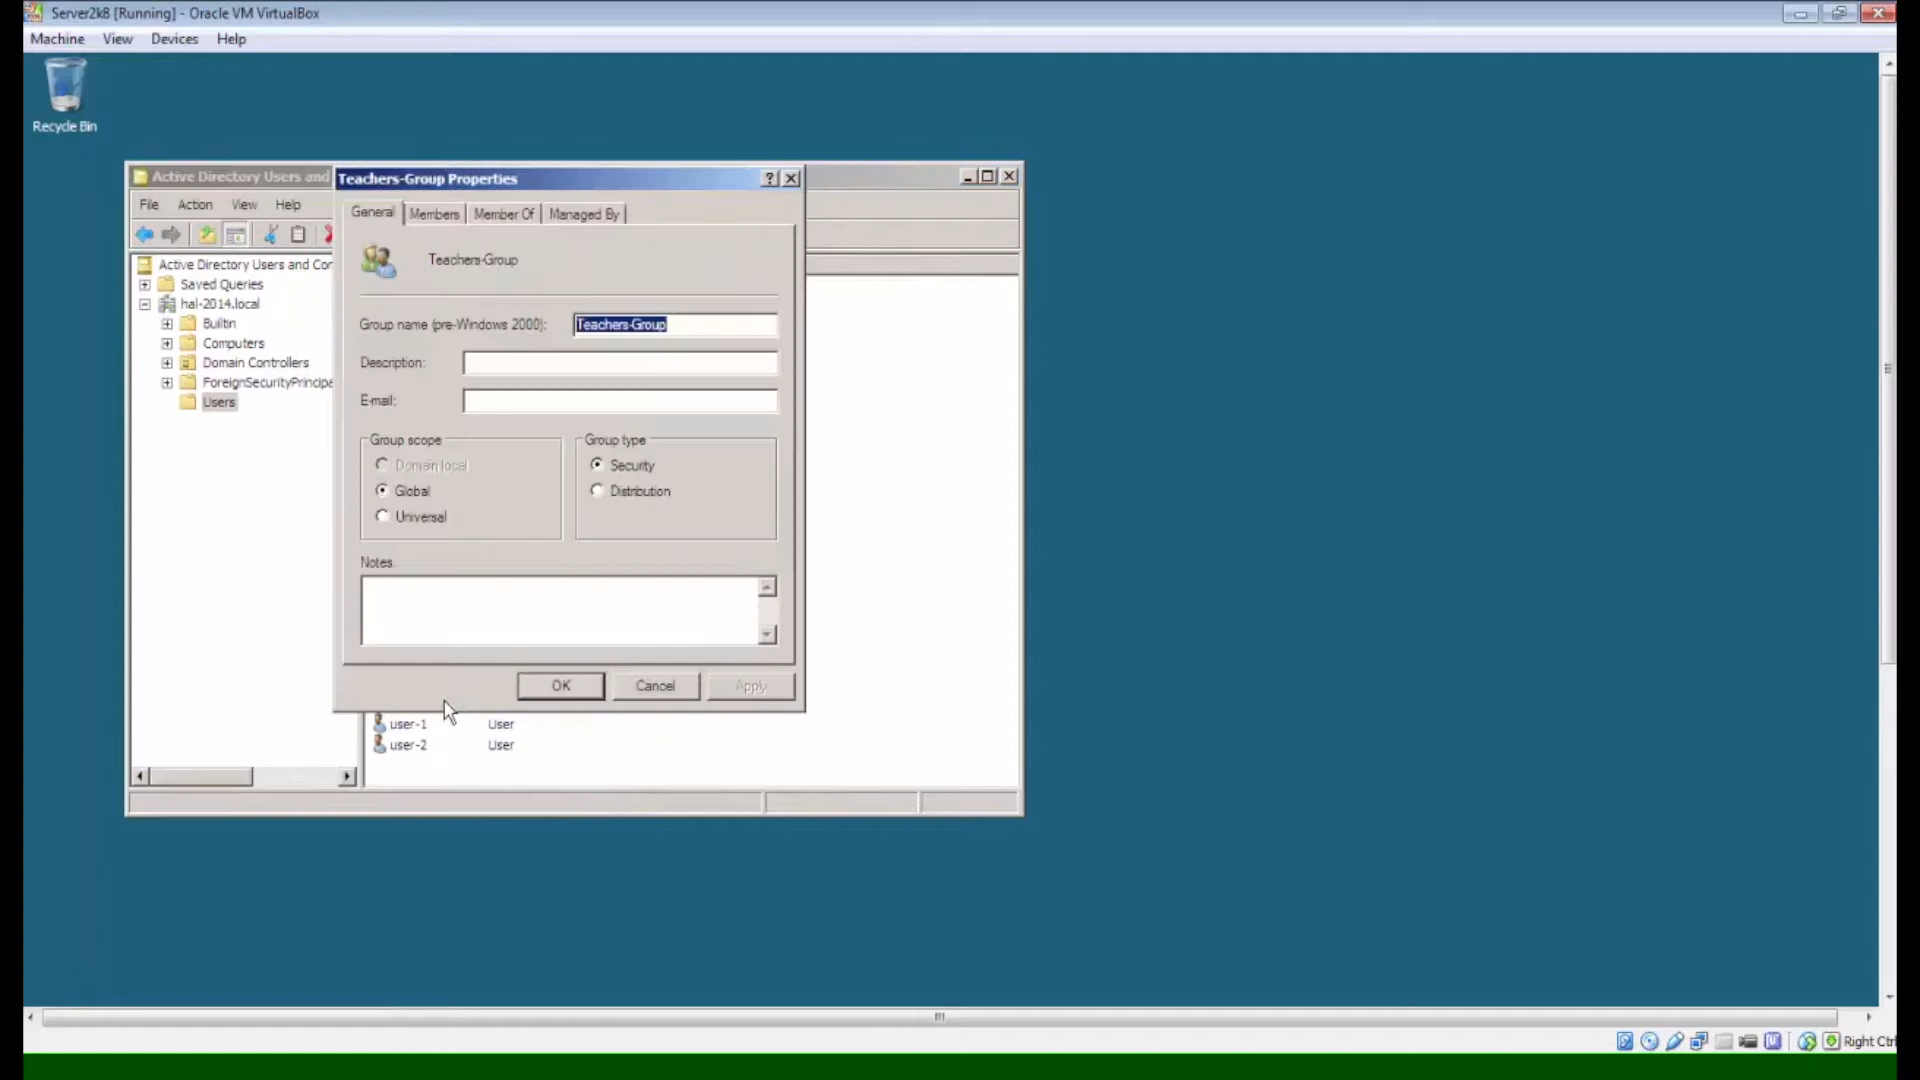 Server2k8 [Running] - Oracle VM VirtualBox
Machine View Devices Help
Recycle Bin
Active Directory Users and
Teachers-Group Properties
File Action View Help
General Members Member Of Managed By
Teachers-Group
Active Directory Users and Cor
Saved Queries
hal-2014.local
Builtin
Computers
Domain Controllers
ForeignSecurityPrincipa
Users
Group name (pre-Windows 2000): Teachers-Group
Description:
E-mail:
Group scope
Domain local
Global
Universal
Group type
Security
Distribution
Notes:
OK Cancel Apply
user-1 User
user-2 User
Right Ctrl